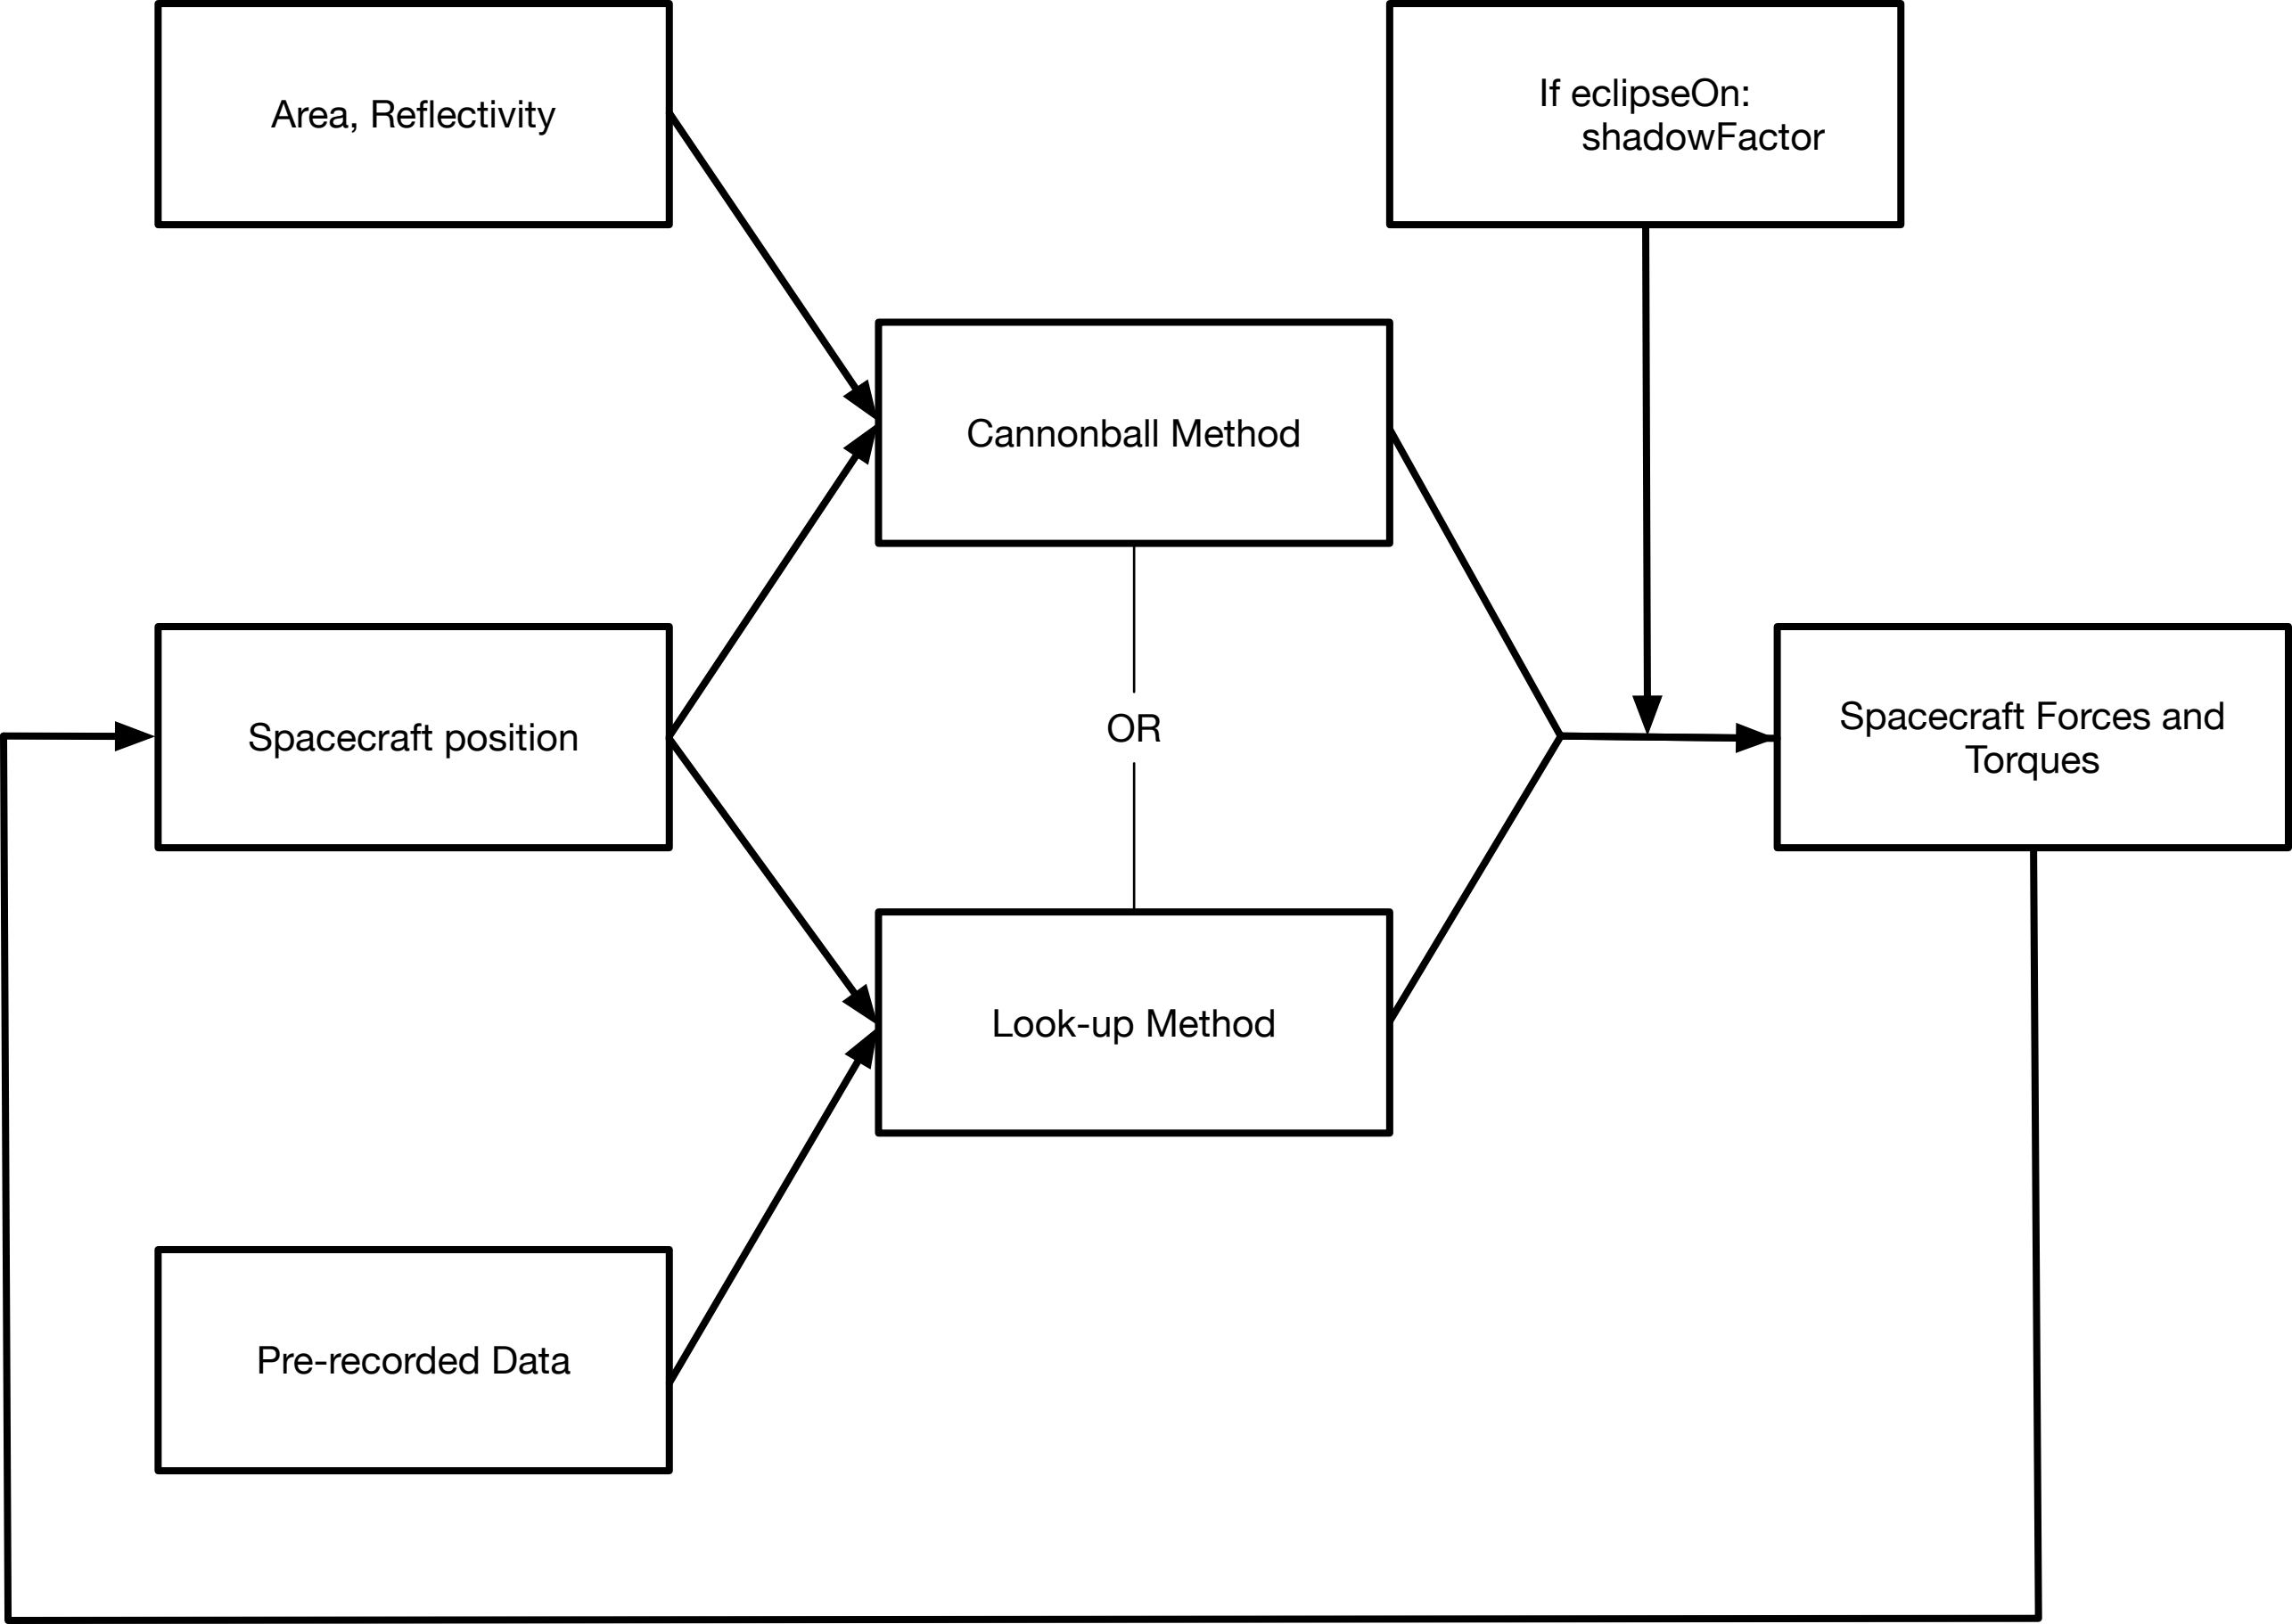 Area, Reflectivity
If eclipseOn:
shadowFactor
Cannonball Method
Spacecraft position
OR
Spacecraft Forces and
Torques
Look-up Method
Pre-recorded Data